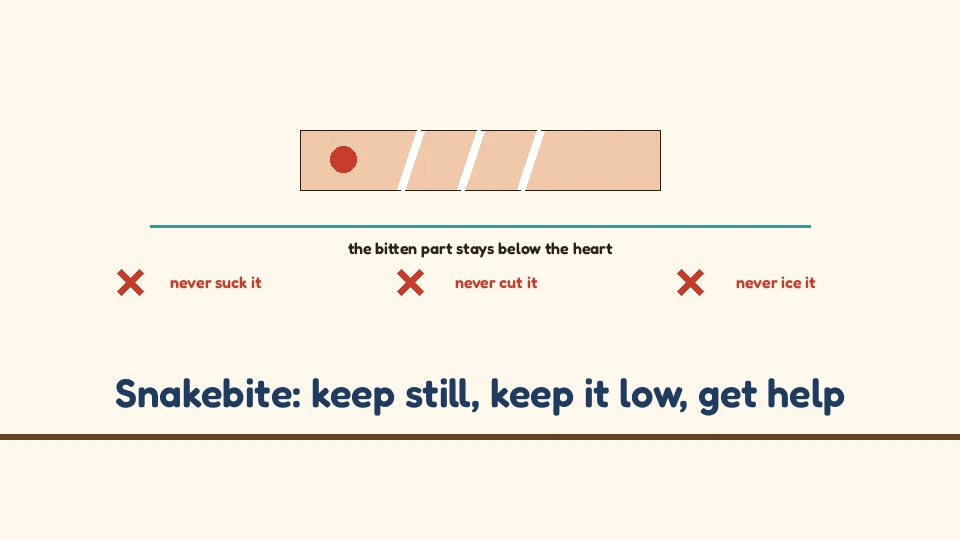 the bitten part stays below the heart
never suck it
never cut it
never ice it
Snakebite: keep still, keep it low, get help